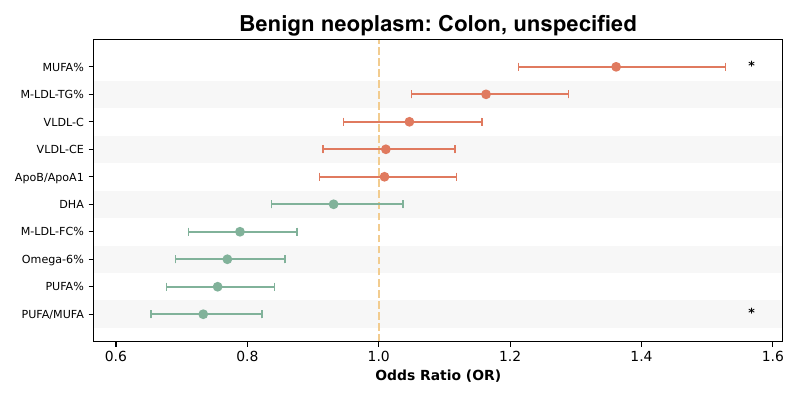 Benign neoplasm: Colon, unspecified
MUFA% *
M-LDL-TG%
VLDL-C
VLDL-CE
ApoB/ApoA1
DHA
M-LDL-FC%
Omega-6%
PUFA%
PUFA/MUFA *
0.6 0.8 1.0 1.2 1.4 1.6
Odds Ratio (OR)